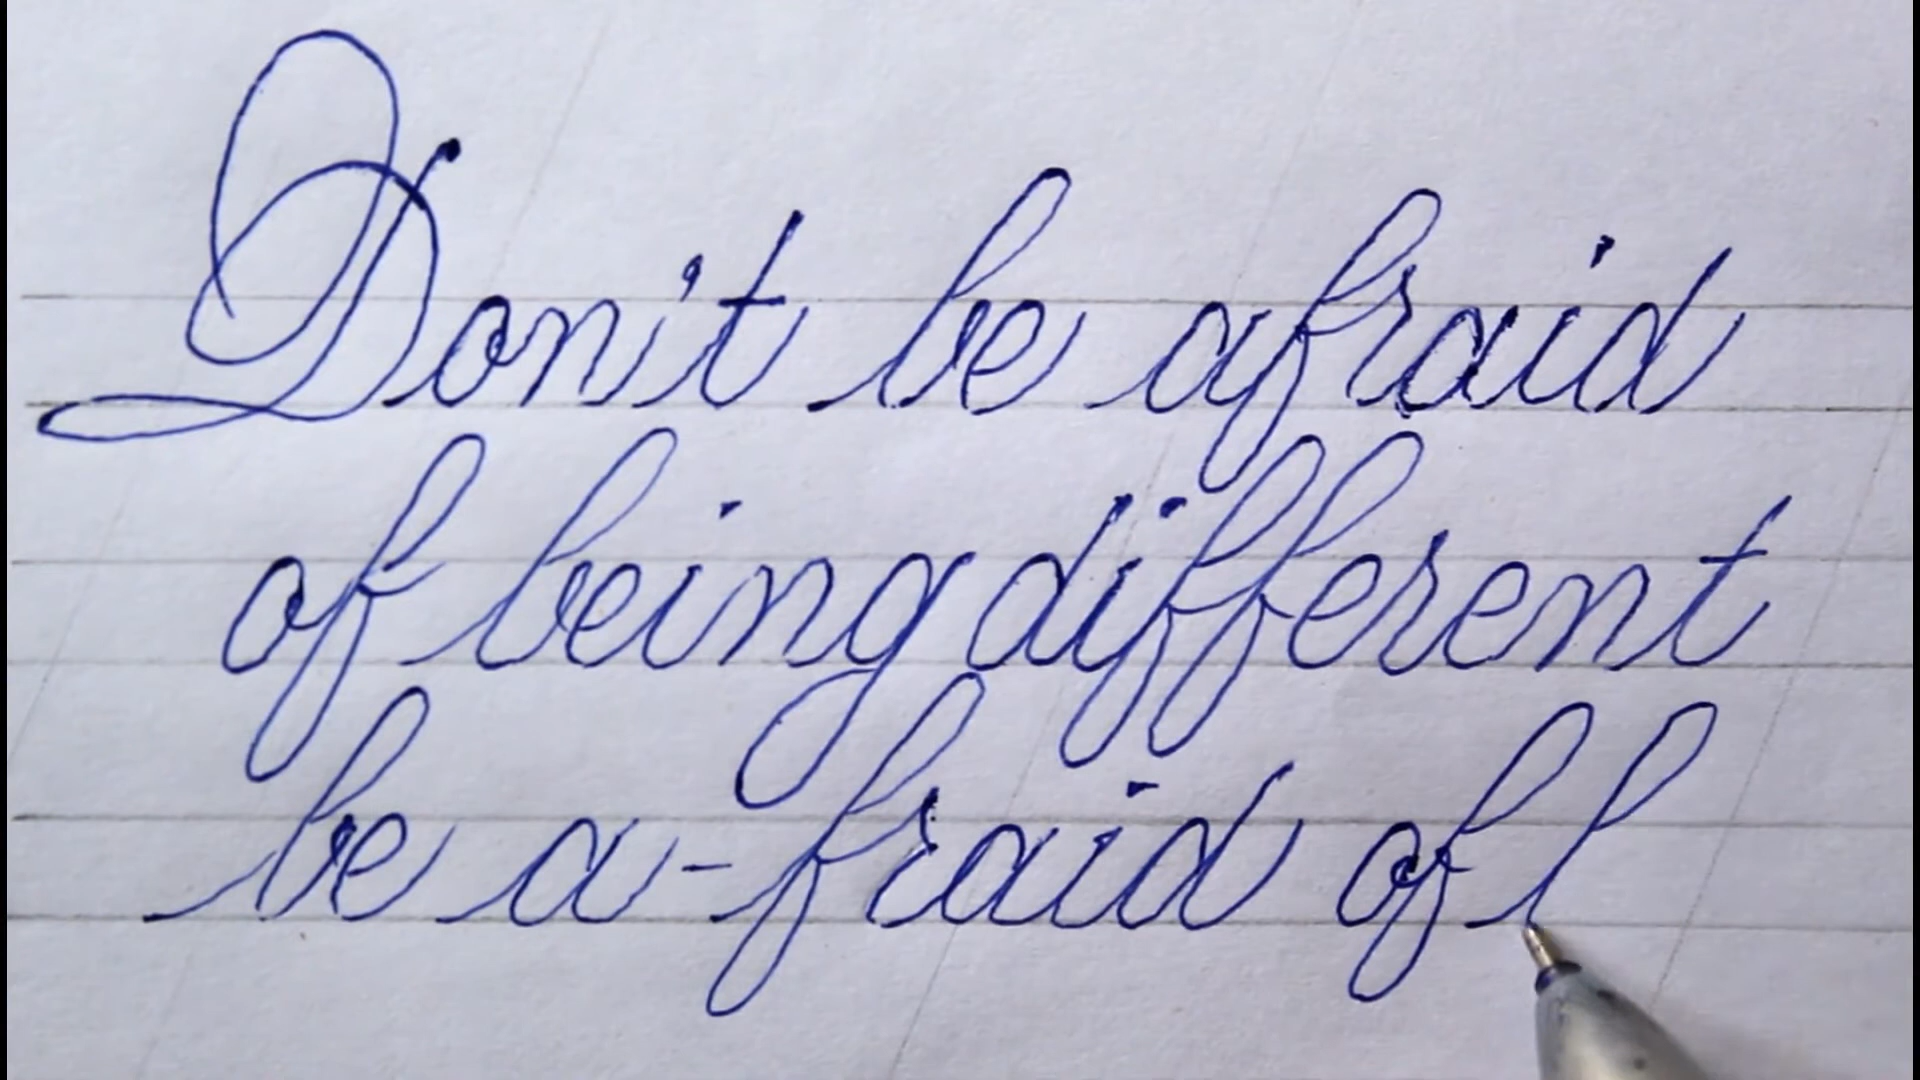 Don't be afraid
of being different
be a-fraid of l